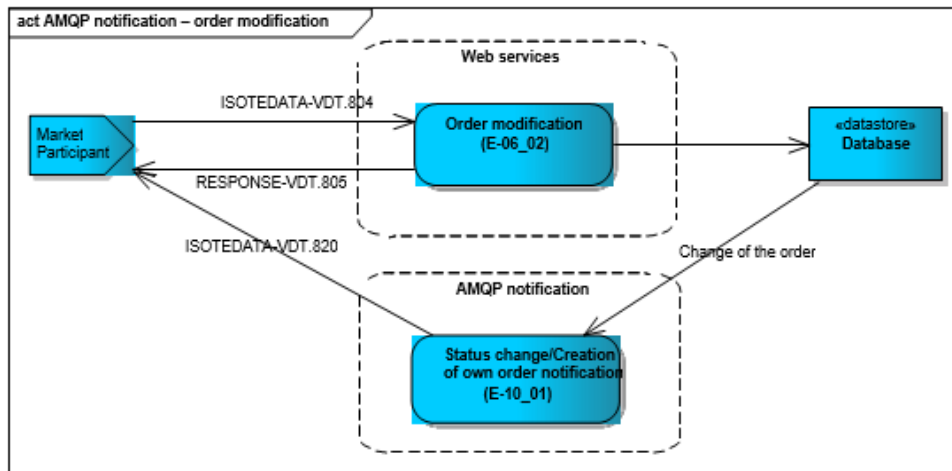 act AMQP notification – order modification
Web services
ISOTEDATA-VDT.804
Market
Participant
Order modification
(E-06_02)
«datastore»
Database
RESPONSE-VDT.805
ISOTEDATA-VDT.820
Change of the order
AMQP notification
Status change/Creation
of own order notification
(E-10_01)